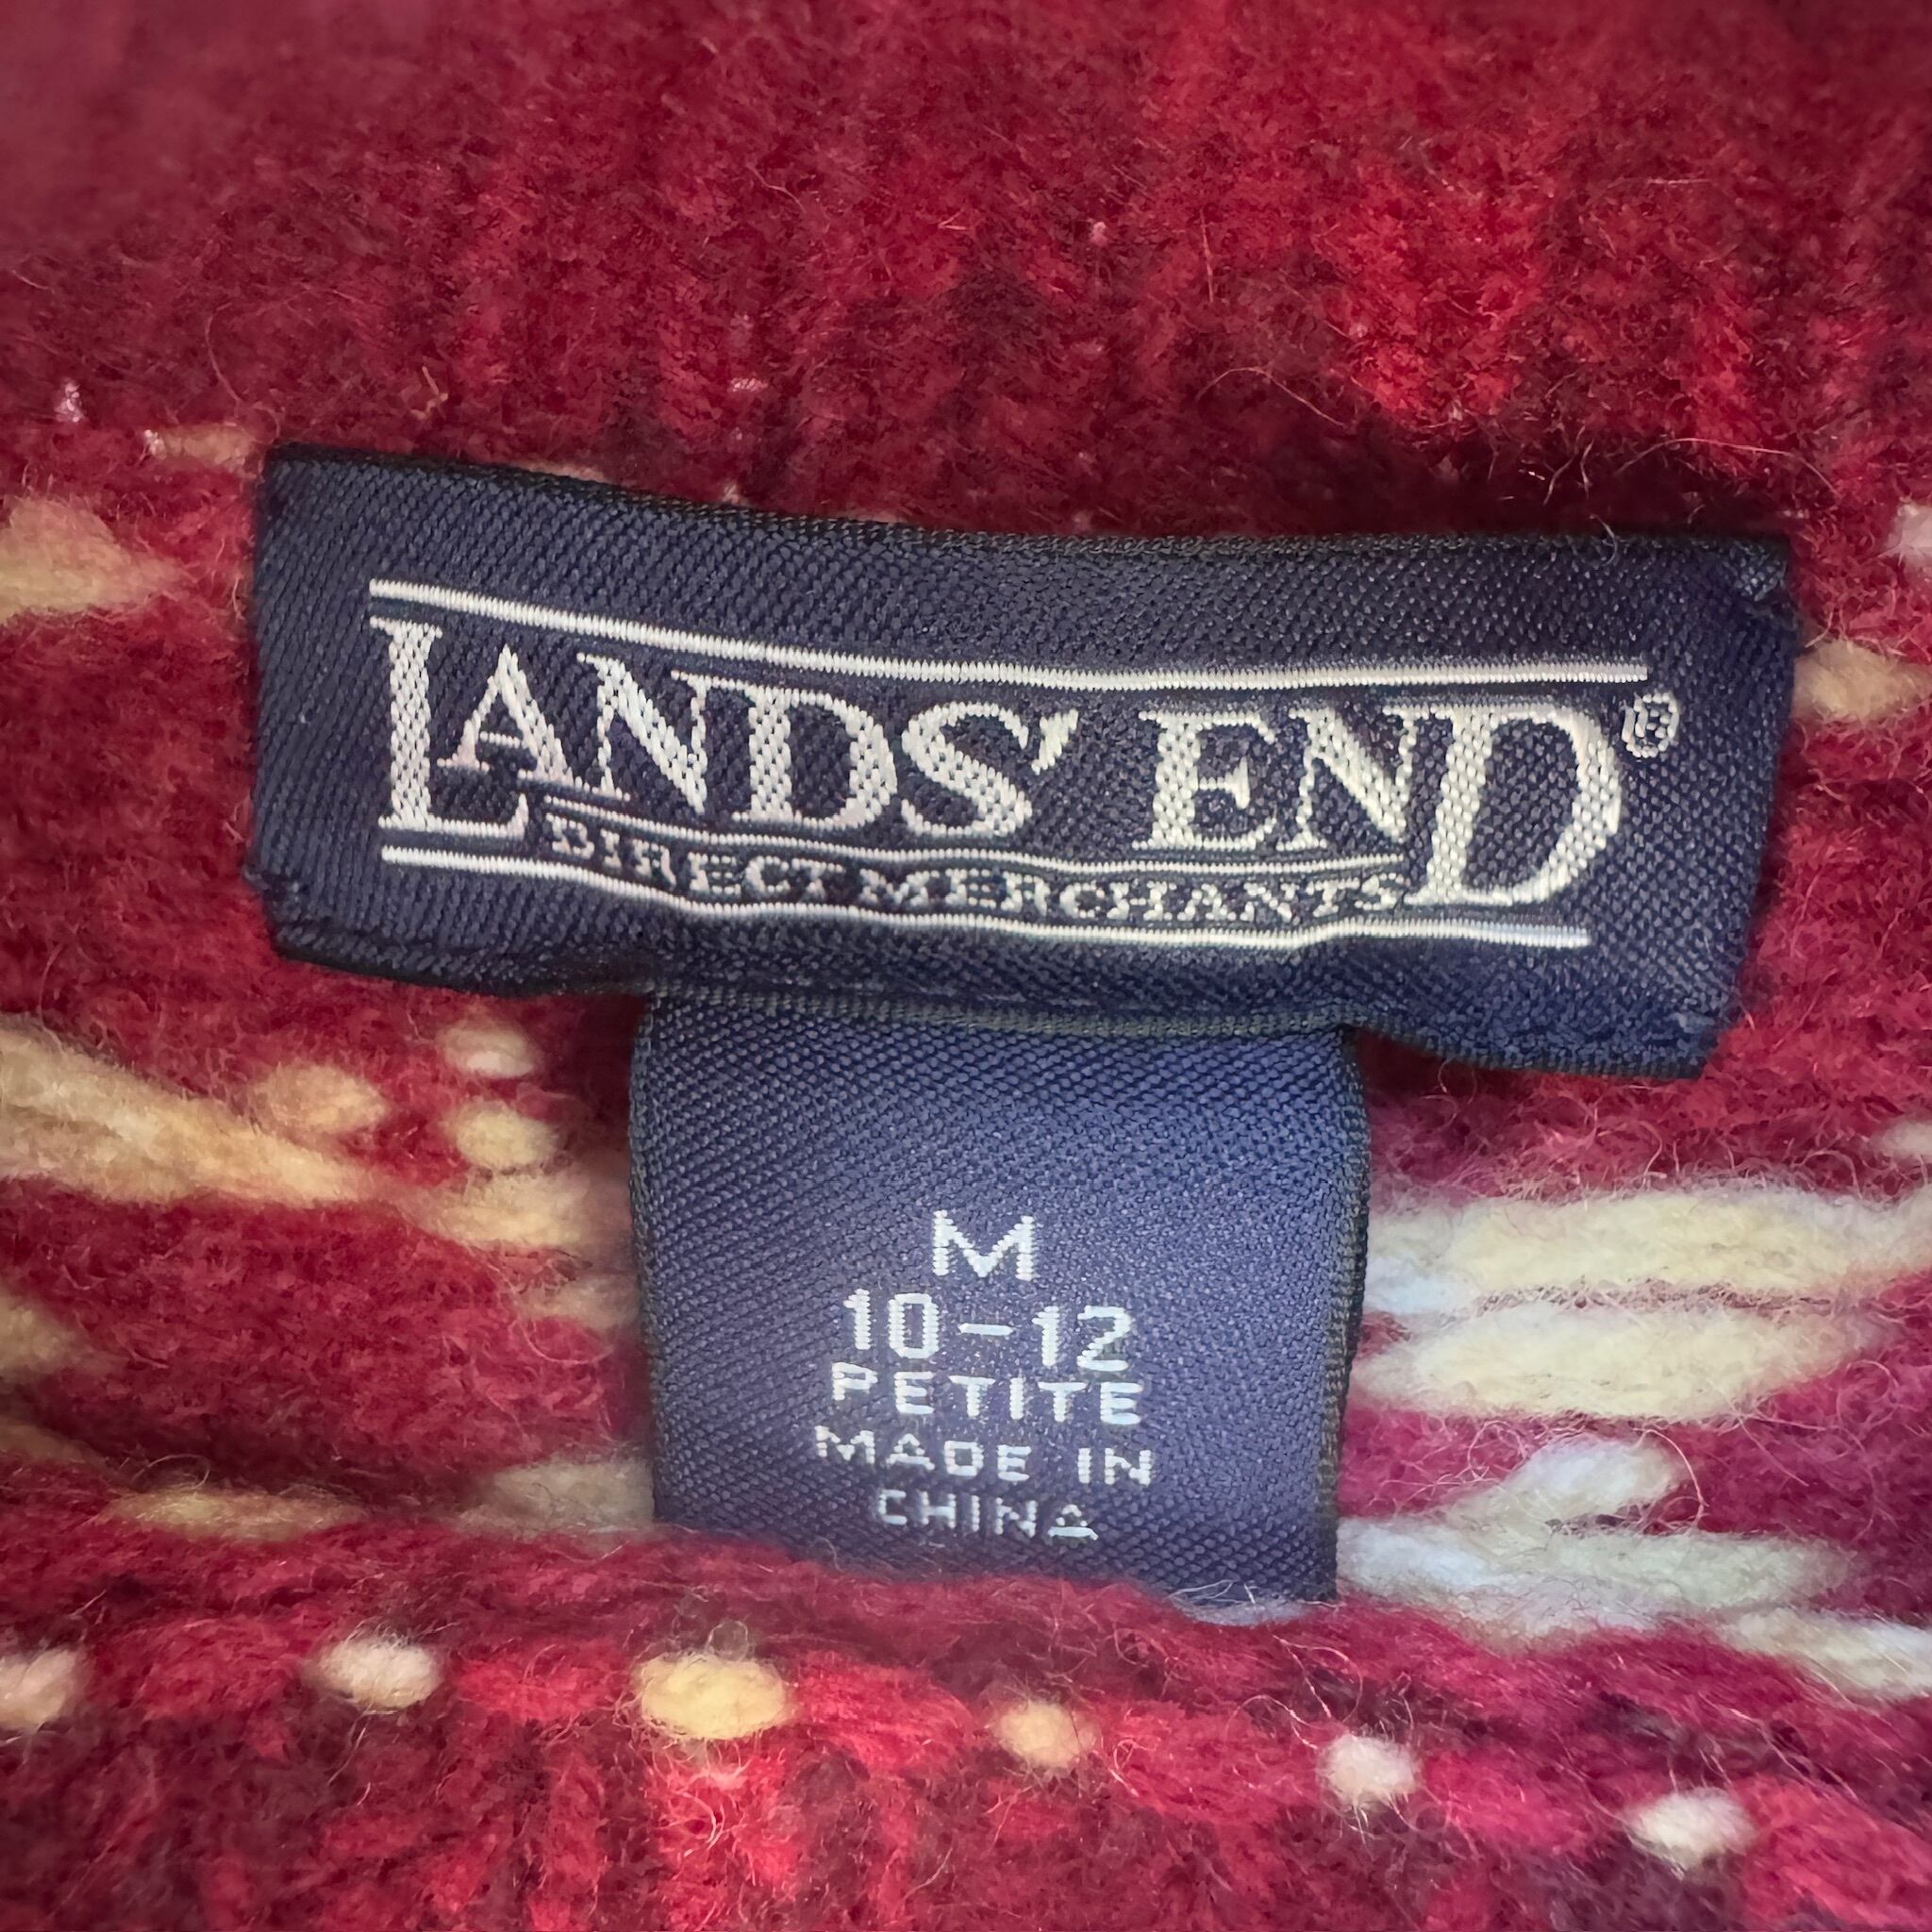 LANDS' END®
DIRECT MERCHANTS
M
10-12
PETITE
MADE IN
CHINA